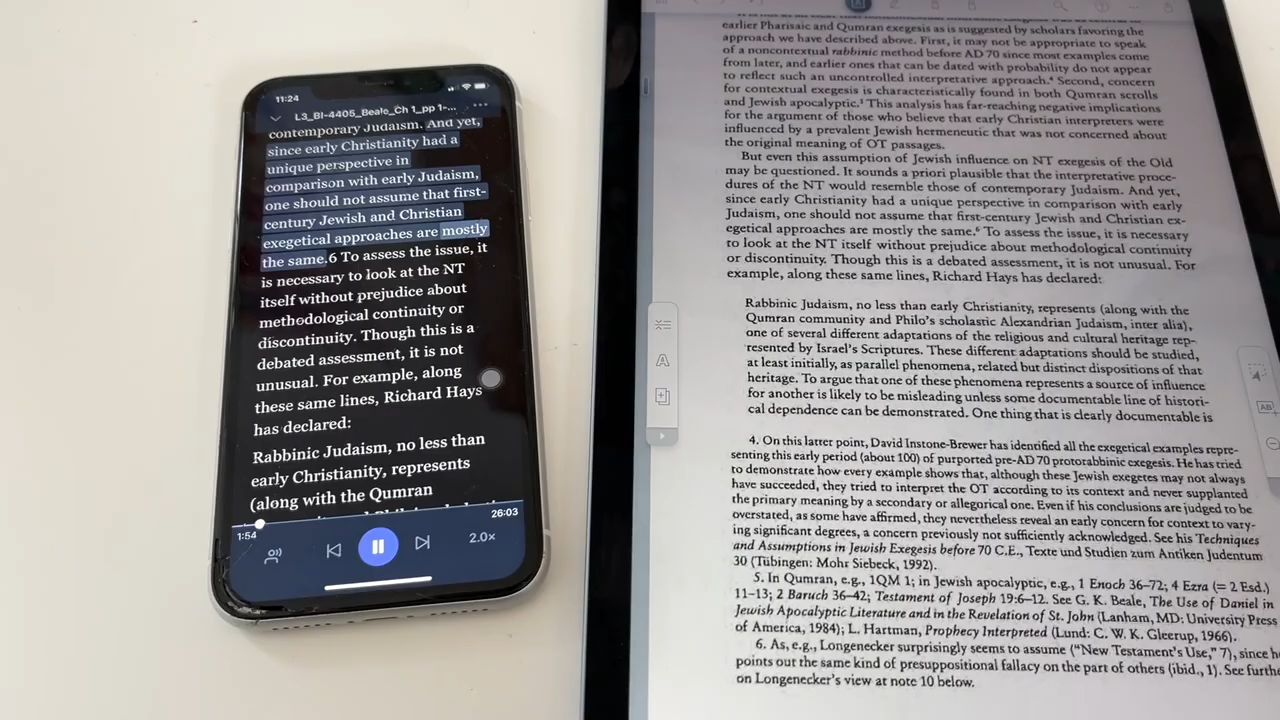 11:24
L3_BI-4405_Beale_Ch 1_pp 1-...
contemporary Judaism. And yet,
since early Christianity had a
unique perspective in
comparison with early Judaism,
one should not assume that first-
century Jewish and Christian
exegetical approaches are mostly
the same.6 To assess the issue, it
is necessary to look at the NT
itself without prejudice about
methodological continuity or
discontinuity. Though this is a
debated assessment, it is not
unusual. For example, along
these same lines, Richard Hays
has declared:
Rabbinic Judaism, no less than
early Christianity, represents
(along with the Qumran
1:54
26:03
2.0×
earlier Pharisaic and Qumran exegesis as is suggested by scholars favoring the
approach we have described above. First, it may not be appropriate to speak
of a noncontextual rabbinic method before AD 70 since most examples come
from later, and earlier ones that can be dated with probability do not appear
to reflect such an uncontrolled interpretative approach.4 Second, concern
for contextual exegesis is characteristically found in both Qumran scrolls
and Jewish apocalyptic.5 This analysis has far-reaching negative implications
for the argument of those who believe that early Christian interpreters were
influenced by a prevalent Jewish hermeneutic that was not concerned about
the original meaning of OT passages.
But even this assumption of Jewish influence on NT exegesis of the Old
may be questioned. It sounds a priori plausible that the interpretative proce-
dures of the NT would resemble those of contemporary Judaism. And yet,
since early Christianity had a unique perspective in comparison with early
Judaism, one should not assume that first-century Jewish and Christian ex-
egetical approaches are mostly the same.6 To assess the issue, it is necessary
to look at the NT itself without prejudice about methodological continuity
or discontinuity. Though this is a debated assessment, it is not unusual. For
example, along these same lines, Richard Hays has declared:
Rabbinic Judaism, no less than early Christianity, represents (along with the
Qumran community and Philo's scholastic Alexandrian Judaism, inter alia),
one of several different adaptations of the religious and cultural heritage rep-
resented by Israel's Scriptures. These different adaptations should be studied,
at least initially, as parallel phenomena, related but distinct dispositions of that
heritage. To argue that one of these phenomena represents a source of influence
for another is likely to be misleading unless some documentable line of histori-
cal dependence can be demonstrated. One thing that is clearly documentable is
4. On this latter point, David Instone-Brewer has identified all the exegetical examples repre-
senting this early period (about 100) of purported pre-AD 70 protorabbinic exegesis. He has tried
to demonstrate how every example shows that, although these Jewish exegetes may not always
have succeeded, they tried to interpret the OT according to its context and never supplanted
the primary meaning by a secondary or allegorical one. Even if his conclusions are judged to be
overstated, as some have affirmed, they nevertheless reveal an early concern for context to vary-
ing significant degrees, a concern previously not sufficiently acknowledged. See his Techniques
and Assumptions in Jewish Exegesis before 70 C.E., Texte und Studien zum Antiken Judentum
30 (Tübingen: Mohr Siebeck, 1992).
5. In Qumran, e.g., 1QM 1; in Jewish apocalyptic, e.g., 1 Enoch 36–72; 4 Ezra (= 2 Esd.)
11–13; 2 Baruch 36–42; Testament of Joseph 19:6–12. See G. K. Beale, The Use of Daniel in
Jewish Apocalyptic Literature and in the Revelation of St. John (Lanham, MD: University Press
of America, 1984); L. Hartman, Prophecy Interpreted (Lund: C. W. K. Gleerup, 1966).
6. As, e.g., Longenecker surprisingly seems to assume ("New Testament's Use," 7), since he
points out the same kind of presuppositional fallacy on the part of others (ibid., 1). See furth
on Longenecker's view at note 10 below.